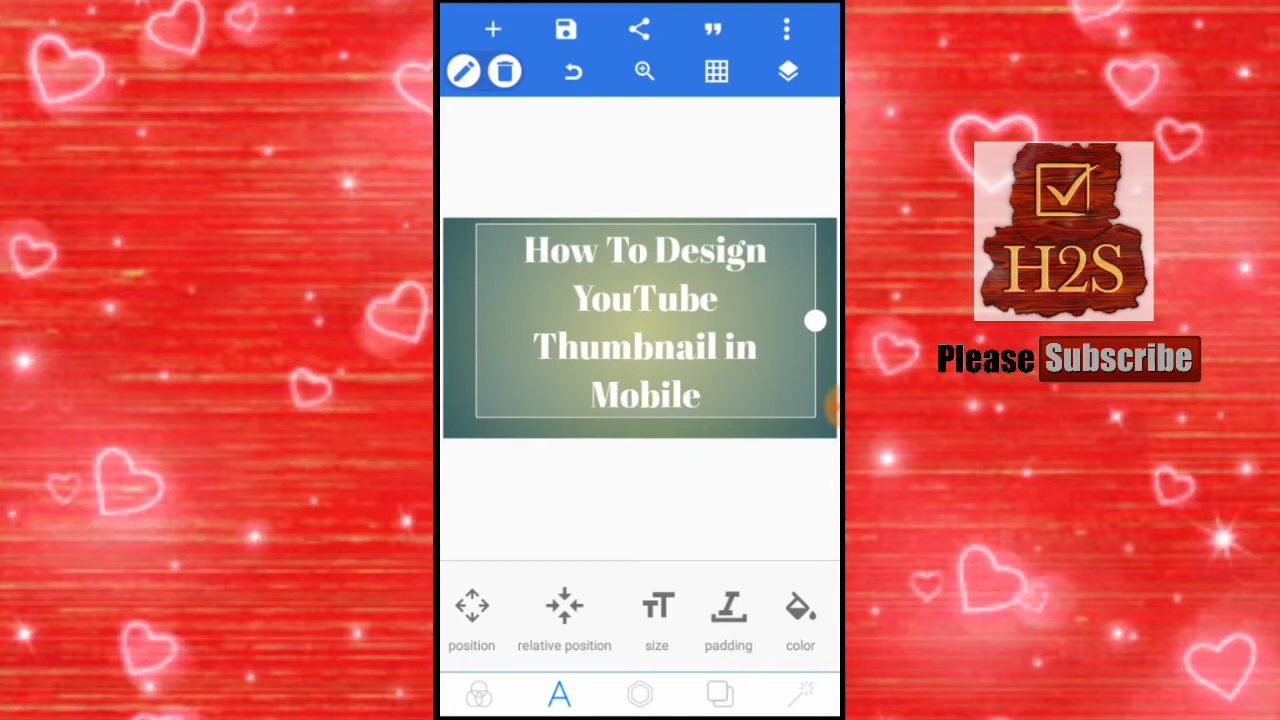 How To Design
YouTube
Thumbnail in
Mobile
H2S
Please Subscribe
position relative position size padding color